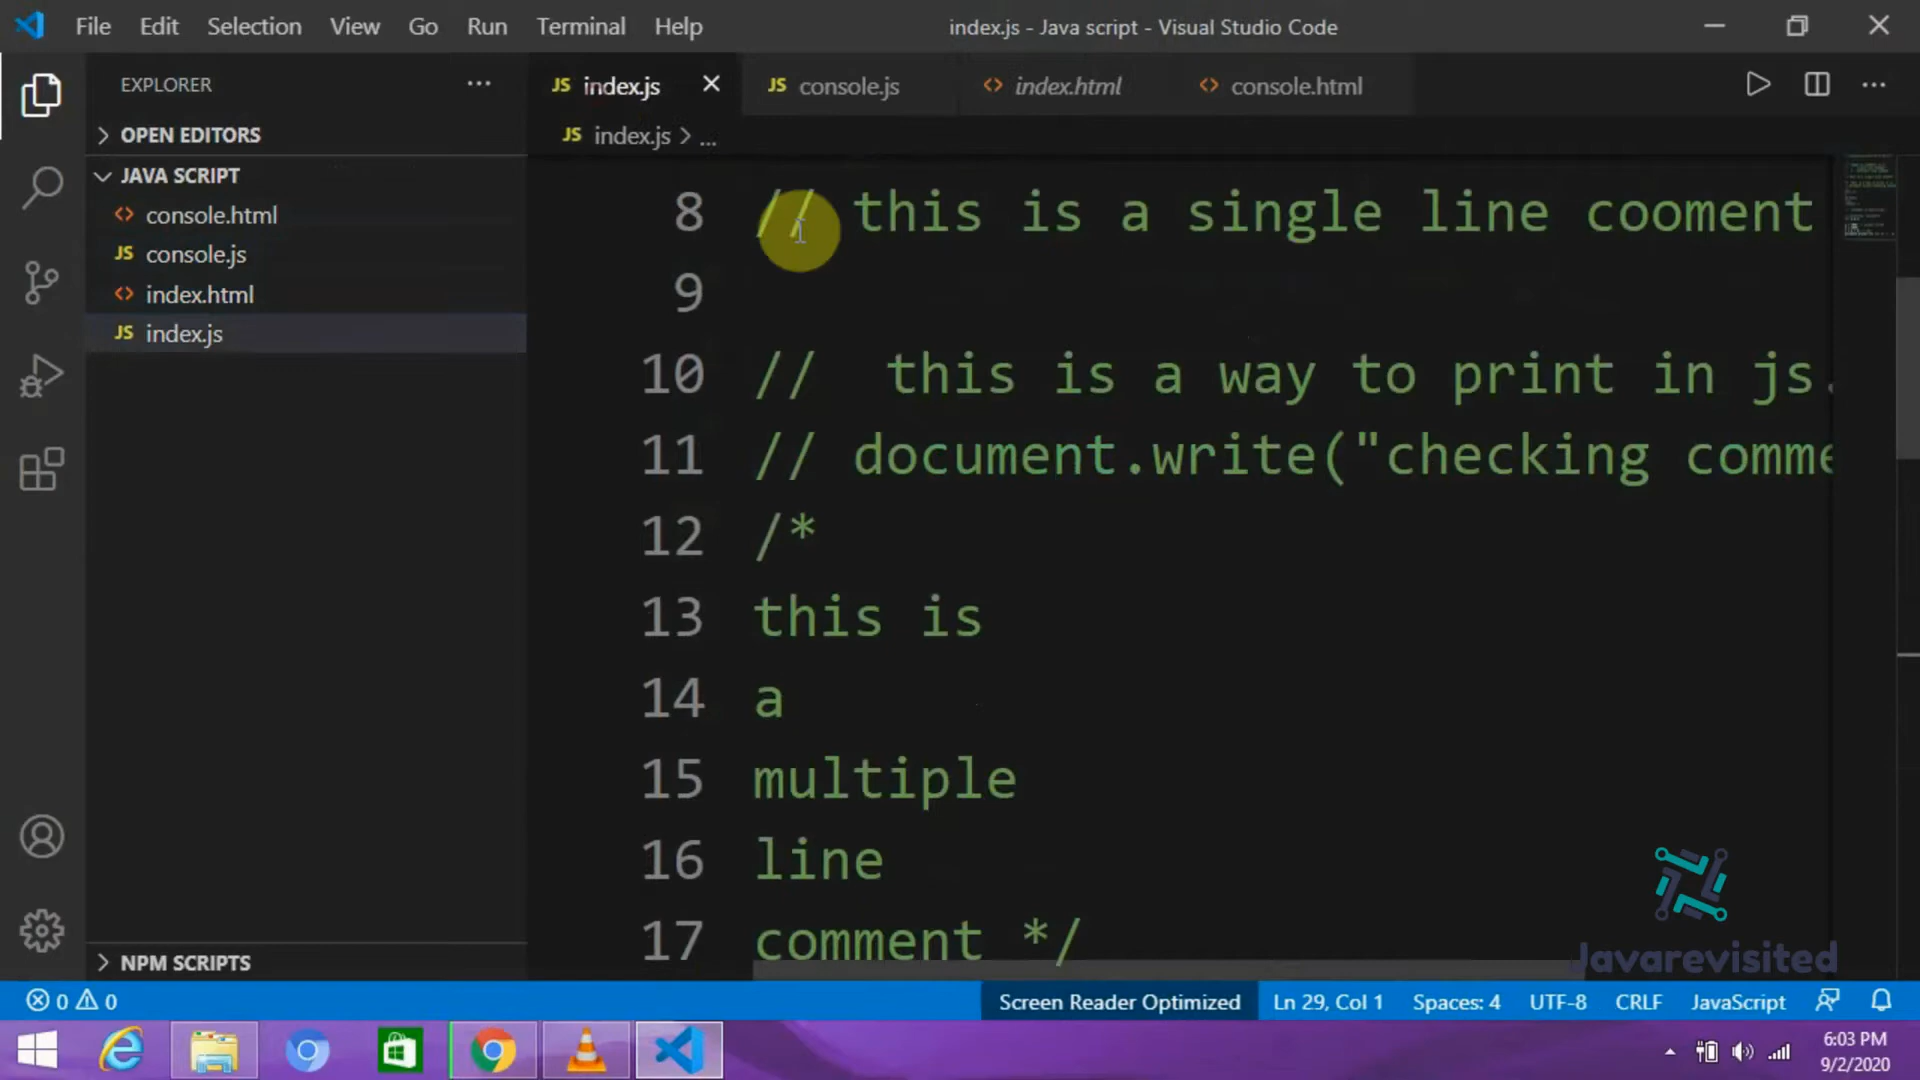 File Edit Selection View Go Run Terminal Help index.js - Java script - Visual Studio Code
EXPLORER
JS index.js JS console.js <> index.html <> console.html
OPEN EDITORS
JS index.js > ...
JAVA SCRIPT
<> console.html
JS console.js
<> index.html
JS index.js
8 // this is a single line cooment
9
10 //  this is a way to print in js.
11 // document.write("checking comme
12 /*
13 this is
14 a
15 multiple
16 line
17 comment */
Javarevisited
NPM SCRIPTS
0 0 Screen Reader Optimized Ln 29, Col 1 Spaces: 4 UTF-8 CRLF JavaScript
6:03 PM
9/2/2020